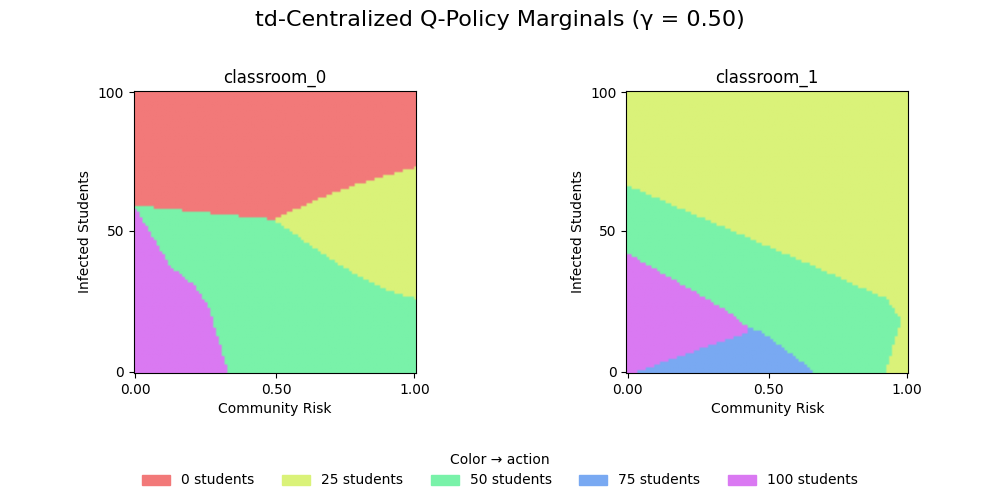 td-Centralized Q-Policy Marginals (γ = 0.50)
classroom_0
classroom_1
100
50
0
Infected Students
0.00 0.50 1.00
Community Risk
100
50
0
Infected Students
0.00 0.50 1.00
Community Risk
Color → action
0 students 25 students 50 students 75 students 100 students